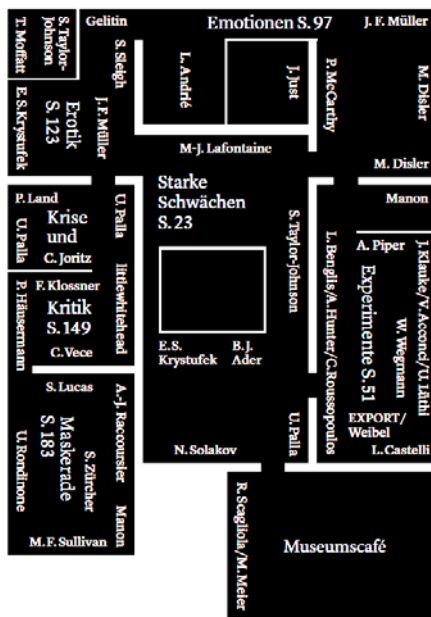 T. Moffatt
S. Taylor-
Johnson
Gelitin
Emotionen S. 97
J. F. Müller
S. Sleigh
L. Andrié
J. Just
P. McCarthy
M. Disler
E.S.Krystufek
Erotik
S. 123
J.F.Müller
M-J. Lafontaine
M. Disler
P. Land
U. Palla
Krise
und
C. Joritz
U. Palla
Starke
Schwächen
S. 23
S. Taylor-Johnson
Manon
A. Piper
L. Benglis/A.Hunter/C.Roussopoulos
Experimente S. 51
W. Wegmann
J.Klauke/V.Acconci/U.Lüthi
P. Häusermann
F. Klossner
Kritik
S. 149
C. Vece
littlewhitehead
E.S.
Krystufek
B. J.
Ader
EXPORT/
Weibel
L. Castelli
S. Lucas
U. Rondinone
Maskerade
S. 183
S. Zürcher
A.-J. Raccoursier
Manon
M. F. Sullivan
N. Solakov
U. Palla
R. Scagliola/M. Meier
Museumscafé